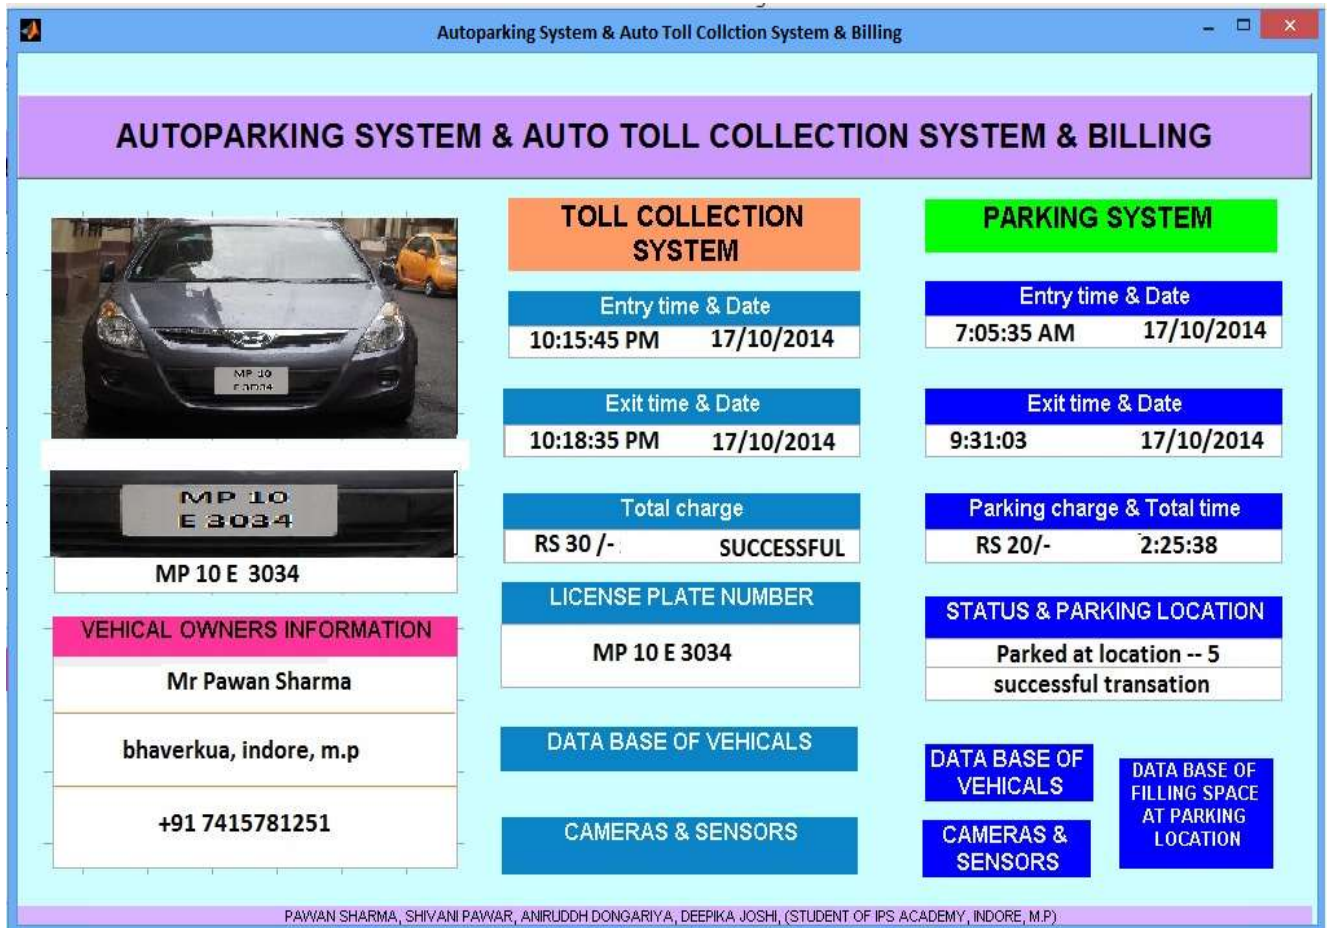 Autoparking System & Auto Toll Collction System & Billing
AUTOPARKING SYSTEM & AUTO TOLL COLLECTION SYSTEM & BILLING
MP 10
E 3034
MP 10
E 3034
MP 10 E 3034
VEHICAL OWNERS INFORMATION
Mr Pawan Sharma
bhaverkua, indore, m.p
+91 7415781251
TOLL COLLECTION
SYSTEM
Entry time & Date
10:15:45 PM 17/10/2014
Exit time & Date
10:18:35 PM 17/10/2014
Total charge
RS 30 /- SUCCESSFUL
LICENSE PLATE NUMBER
MP 10 E 3034
DATA BASE OF VEHICALS
CAMERAS & SENSORS
PARKING SYSTEM
Entry time & Date
7:05:35 AM 17/10/2014
Exit time & Date
9:31:03 17/10/2014
Parking charge & Total time
RS 20/- 2:25:38
STATUS & PARKING LOCATION
Parked at location -- 5
successful transation
DATA BASE OF
VEHICALS
CAMERAS &
SENSORS
DATA BASE OF
FILLING SPACE
AT PARKING
LOCATION
PAWAN SHARMA, SHIVANI PAWAR, ANIRUDDH DONGARIYA, DEEPIKA JOSHI, (STUDENT OF IPS ACADEMY, INDORE, M.P)